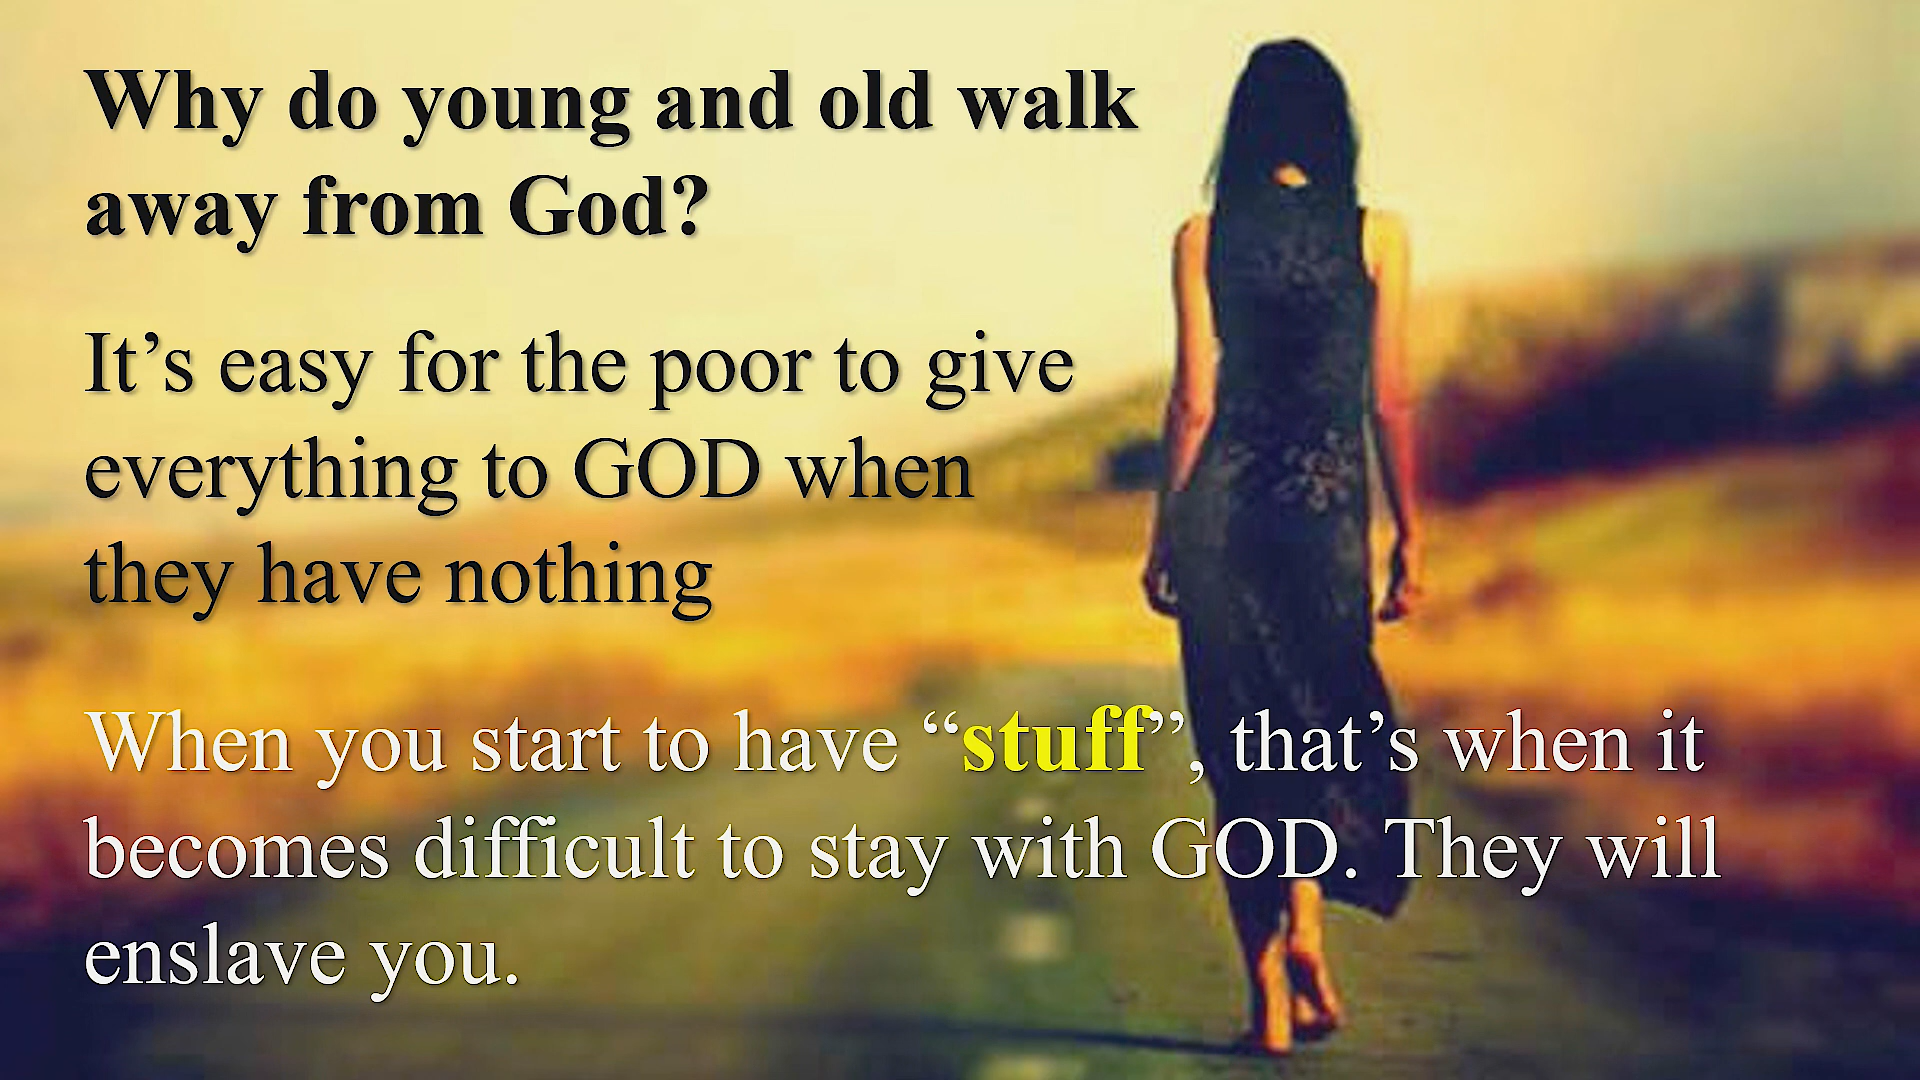 Why do young and old walk
away from God?
It’s easy for the poor to give
everything to GOD when
they have nothing
When you start to have “stuff”, that’s when it
becomes difficult to stay with GOD. They will
enslave you.